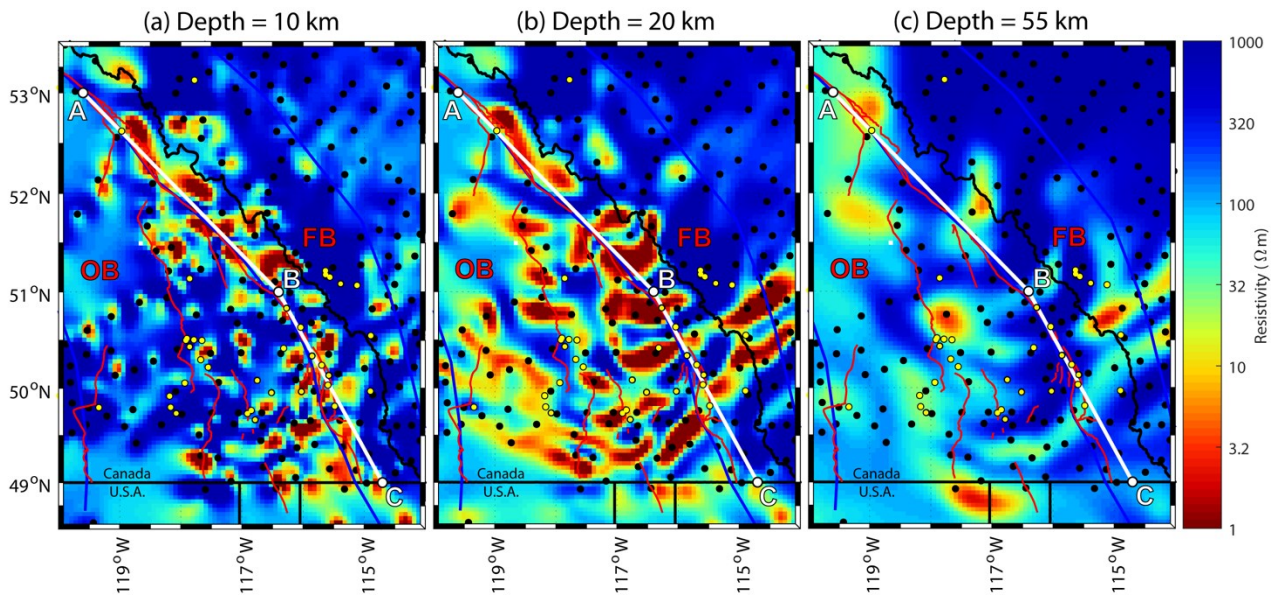 (a) Depth = 10 km
(b) Depth = 20 km
(c) Depth = 55 km
53°N
52°N
51°N
50°N
49°N
A
B
C
OB
FB
Canada
U.S.A.
119°W
117°W
115°W
A
B
C
OB
FB
Canada
U.S.A.
119°W
117°W
115°W
A
B
C
OB
FB
Canada
U.S.A.
119°W
117°W
115°W
1000
320
100
32
10
3.2
1
Resistivity (Ωm)